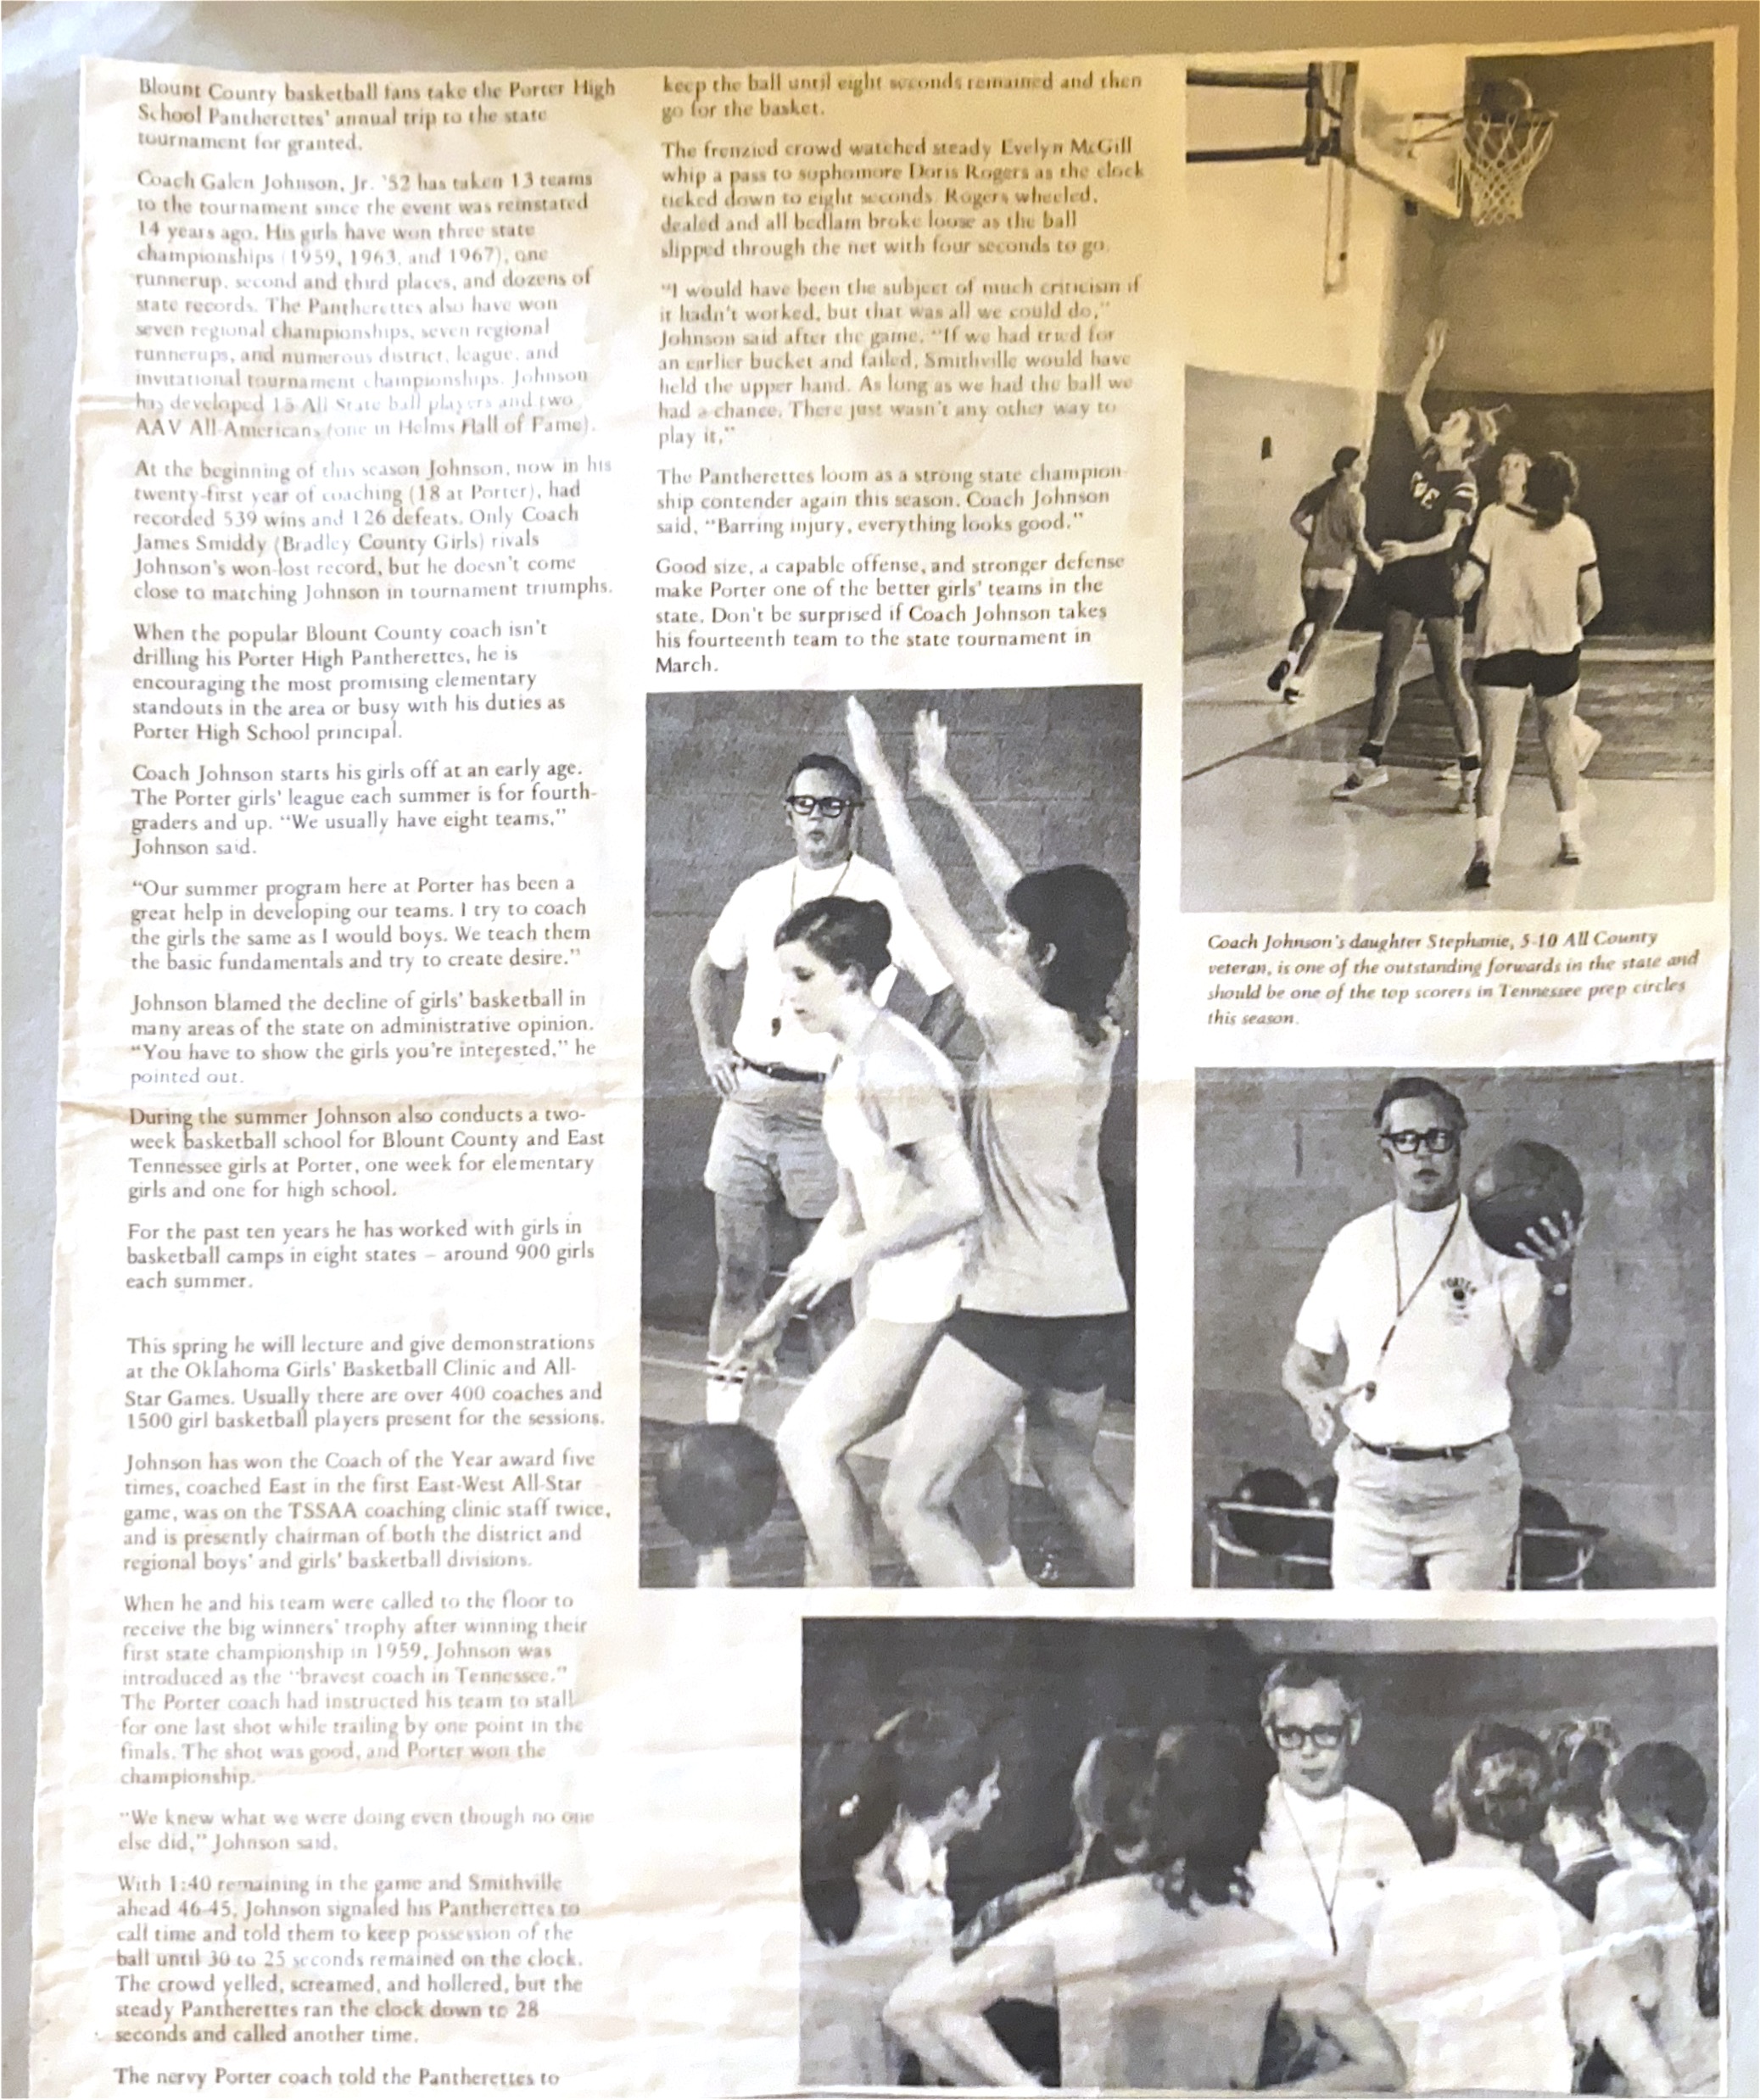 Blount County basketball fans take the Porter High
School Pantherettes' annual trip to the state
tournament for granted.
Coach Galen Johnson, Jr. '52 has taken 13 teams
to the tournament since the event was reinstated
14 years ago. His girls have won three state
championships (1959, 1963, and 1967), one
runnerup, second and third places, and dozens of
state records. The Pantherettes also have won
seven regional championships, seven regional
runnerups, and numerous district, league, and
invitational tournament championships. Johnson
has developed 15 All State ball players and two
AAV All-Americans (one in Helms Hall of Fame).
At the beginning of this season Johnson, now in his
twenty-first year of coaching (18 at Porter), had
recorded 539 wins and 126 defeats. Only Coach
James Smiddy (Bradley County Girls) rivals
Johnson's won-lost record, but he doesn't come
close to matching Johnson in tournament triumphs.
When the popular Blount County coach isn't
drilling his Porter High Pantherettes, he is
encouraging the most promising elementary
standouts in the area or busy with his duties as
Porter High School principal.
Coach Johnson starts his girls off at an early age.
The Porter girls' league each summer is for fourth-
graders and up. "We usually have eight teams,"
Johnson said.
"Our summer program here at Porter has been a
great help in developing our teams. I try to coach
the girls the same as I would boys. We teach them
the basic fundamentals and try to create desire."
Johnson blamed the decline of girls' basketball in
many areas of the state on administrative opinion.
"You have to show the girls you're interested," he
pointed out.
During the summer Johnson also conducts a two-
week basketball school for Blount County and East
Tennessee girls at Porter, one week for elementary
girls and one for high school.
For the past ten years he has worked with girls in
basketball camps in eight states – around 900 girls
each summer.
This spring he will lecture and give demonstrations
at the Oklahoma Girls' Basketball Clinic and All-
Star Games. Usually there are over 400 coaches and
1500 girl basketball players present for the sessions.
Johnson has won the Coach of the Year award five
times, coached East in the first East-West All-Star
game, was on the TSSAA coaching clinic staff twice,
and is presently chairman of both the district and
regional boys' and girls' basketball divisions.
When he and his team were called to the floor to
receive the big winners' trophy after winning their
first state championship in 1959, Johnson was
introduced as the "bravest coach in Tennessee."
The Porter coach had instructed his team to stall
for one last shot while trailing by one point in the
finals. The shot was good, and Porter won the
championship.
"We knew what we were doing even though no one
else did," Johnson said.
With 1:40 remaining in the game and Smithville
ahead 46-45, Johnson signaled his Pantherettes to
call time and told them to keep possession of the
ball until 30 to 25 seconds remained on the clock.
The crowd yelled, screamed, and hollered, but the
steady Pantherettes ran the clock down to 28
seconds and called another time.
The nervy Porter coach told the Pantherettes to
keep the ball until eight seconds remained and then
go for the basket.
The frenzied crowd watched steady Evelyn McGill
whip a pass to sophomore Doris Rogers as the clock
ticked down to eight seconds. Rogers wheeled,
dealed and all bedlam broke loose as the ball
slipped through the net with four seconds to go.
"I would have been the subject of much criticism if
it hadn't worked, but that was all we could do,"
Johnson said after the game. "If we had tried for
an earlier bucket and failed, Smithville would have
held the upper hand. As long as we had the ball we
had a chance. There just wasn't any other way to
play it."
The Pantherettes loom as a strong state champion-
ship contender again this season. Coach Johnson
said, "Barring injury, everything looks good."
Good size, a capable offense, and stronger defense
make Porter one of the better girls' teams in the
state. Don't be surprised if Coach Johnson takes
his fourteenth team to the state tournament in
March.
Coach Johnson's daughter Stephanie, 5-10 All County
veteran, is one of the outstanding forwards in the state and
should be one of the top scorers in Tennessee prep circles
this season.
PORTER